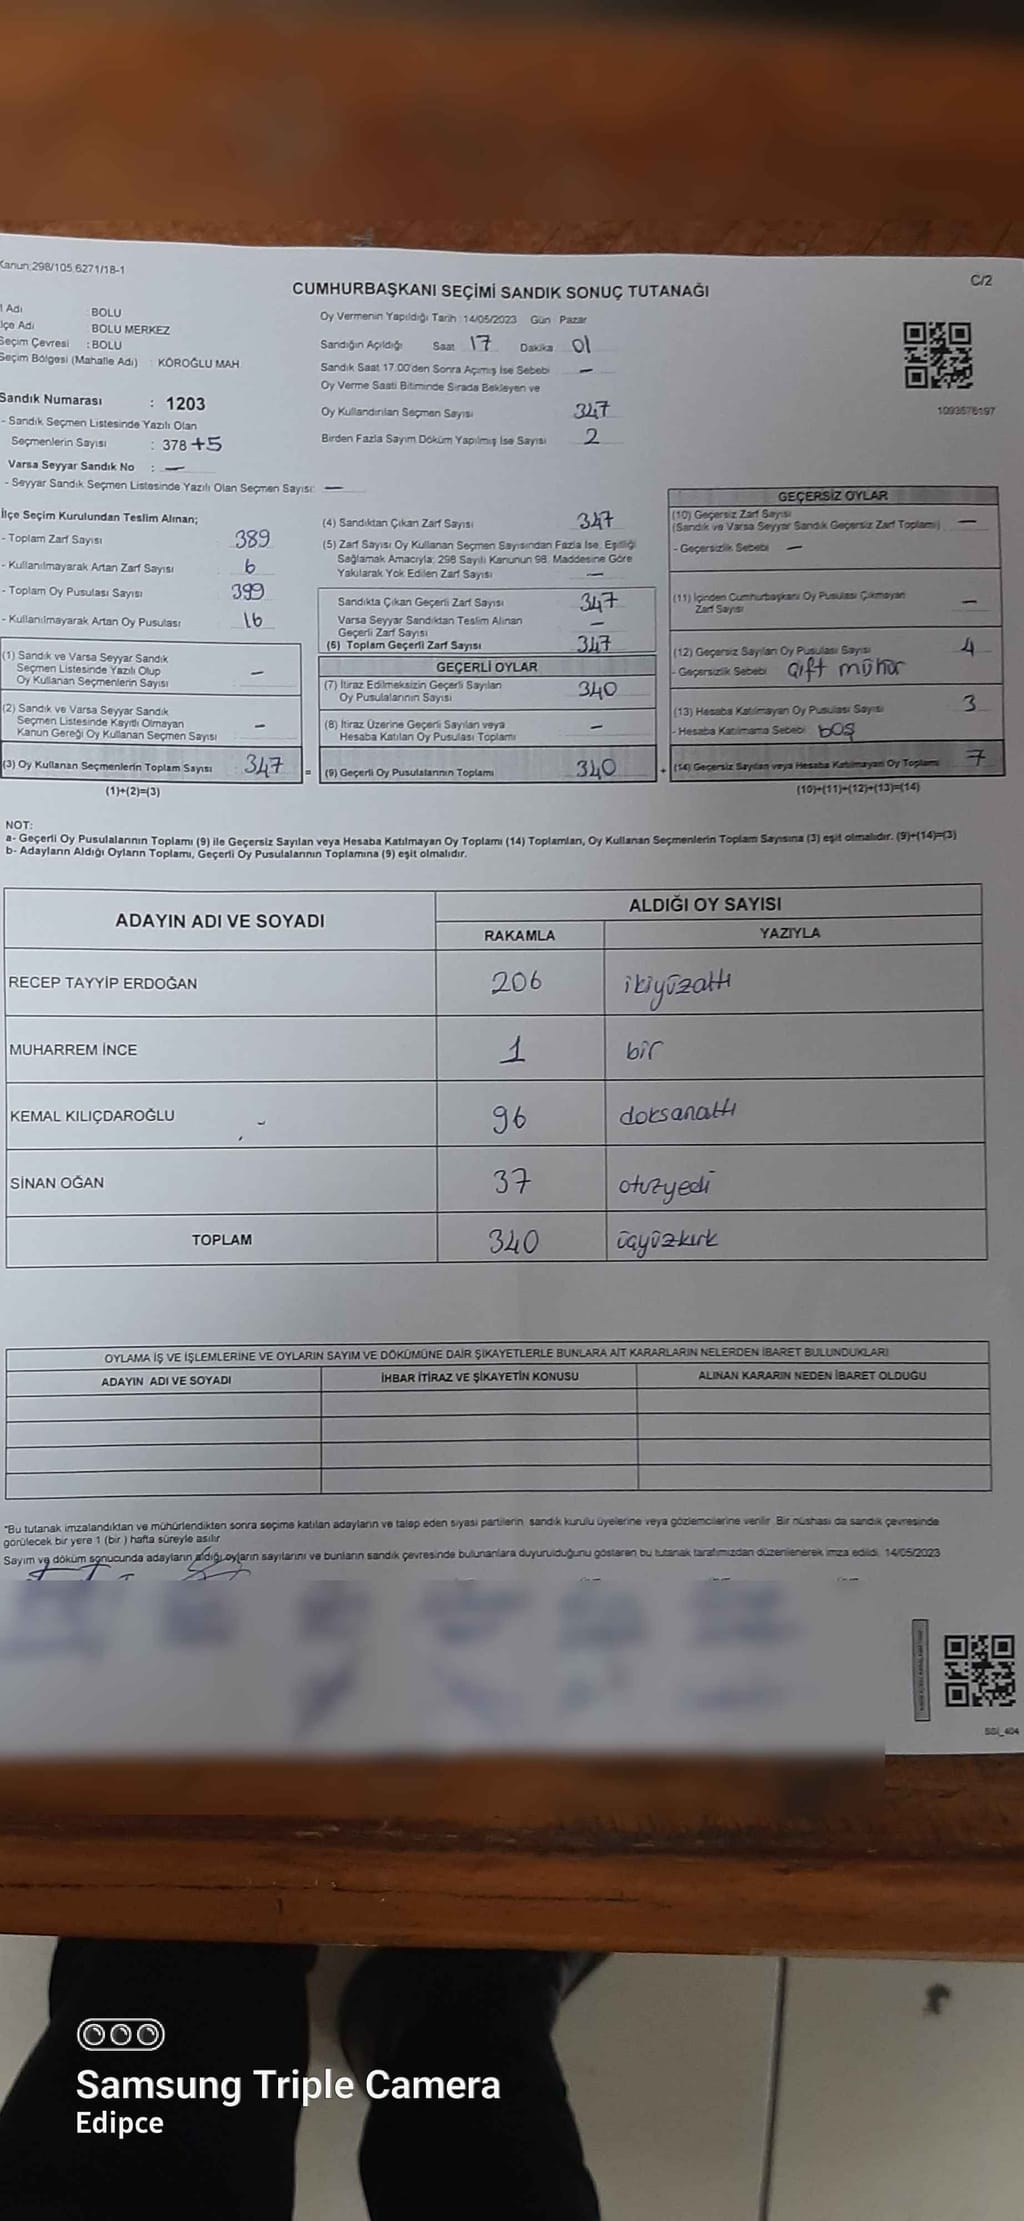 Kanun:298/105,6271/18-1
C/2
CUMHURBAŞKANI SEÇİMİ SANDIK SONUÇ TUTANAĞI
l Adı : BOLU
lçe Adı : BOLU MERKEZ
Seçim Çevresi : BOLU
Seçim Bölgesi (Mahalle Adı) : KÖROĞLU MAH
Sandık Numarası : 1203
- Sandık Seçmen Listesinde Yazılı Olan
Seçmenlerin Sayısı : 378 +5
Varsa Seyyar Sandık No : —
- Seyyar Sandık Seçmen Listesinde Yazılı Olan Seçmen Sayısı: —
Oy Vermenin Yapıldığı Tarih :14/05/2023 Gün : Pazar
Sandığın Açıldığı Saat 17 Dakika 01
Sandık Saat 17.00'den Sonra Açılmış İse Sebebi —
Oy Verme Saati Bitiminde Sırada Bekleyen ve
Oy Kullandırılan Seçmen Sayısı 347
Birden Fazla Sayım Döküm Yapılmış İse Sayısı 2
1093576197
İlçe Seçim Kurulundan Teslim Alınan;
- Toplam Zarf Sayısı 389
- Kullanılmayarak Artan Zarf Sayısı 6
- Toplam Oy Pusulası Sayısı 399
- Kullanılmayarak Artan Oy Pusulası 16
(1) Sandık ve Varsa Seyyar Sandık
Seçmen Listesinde Yazılı Olup
Oy Kullanan Seçmenlerin Sayısı —
(2) Sandık ve Varsa Seyyar Sandık
Seçmen Listesinde Kayıtlı Olmayan
Kanun Gereği Oy Kullanan Seçmen Sayısı —
(3) Oy Kullanan Seçmenlerin Toplam Sayısı 347
(1)+(2)=(3)
(4) Sandıktan Çıkan Zarf Sayısı 347
(5) Zarf Sayısı Oy Kullanan Seçmen Sayısından Fazla İse, Eşitliği
Sağlamak Amacıyla; 298 Sayılı Kanunun 98. Maddesine Göre
Yakılarak Yok Edilen Zarf Sayısı —
Sandıkta Çıkan Geçerli Zarf Sayısı 347
Varsa Seyyar Sandıktan Teslim Alınan
Geçerli Zarf Sayısı —
(6) Toplam Geçerli Zarf Sayısı 347
GEÇERLİ OYLAR
(7) İtiraz Edilmeksizin Geçerli Sayılan
Oy Pusulalarının Sayısı 340
(8) İtiraz Üzerine Geçerli Sayılan veya
Hesaba Katılan Oy Pusulası Toplamı —
= (9) Geçerli Oy Pusulalarının Toplamı 340
GEÇERSİZ OYLAR
(10) Geçersiz Zarf Sayısı
(Sandık ve Varsa Seyyar Sandık Geçersiz Zarf Toplamı) —
- Geçersizlik Sebebi —
(11) İçinden Cumhurbaşkanı Oy Pusulası Çıkmayan
Zarf Sayısı —
(12) Geçersiz Sayılan Oy Pusulası Sayısı 4
- Geçersizlik Sebebi çift mühür
(13) Hesaba Katılmayan Oy Pusulası Sayısı 3
- Hesaba Katılmama Sebebi boş
+ (14) Geçersiz Sayılan veya Hesaba Katılmayan Oy Toplamı 7
(10)+(11)+(12)+(13)=(14)
NOT:
a- Geçerli Oy Pusulalarının Toplamı (9) ile Geçersiz Sayılan veya Hesaba Katılmayan Oy Toplamı (14) Toplamları, Oy Kullanan Seçmenlerin Toplam Sayısına (3) eşit olmalıdır. (9)+(14)=(3)
b- Adayların Aldığı Oyların Toplamı, Geçerli Oy Pusulalarının Toplamına (9) eşit olmalıdır.
ADAYIN ADI VE SOYADI
ALDIĞI OY SAYISI
RAKAMLA YAZIYLA
RECEP TAYYİP ERDOĞAN 206 ikiyüzaltı
MUHARREM İNCE 1 bir
KEMAL KILIÇDAROĞLU 96 doksanaltı
SİNAN OĞAN 37 otuzyedi
TOPLAM 340 üçyüzkırk
OYLAMA İŞ VE İŞLEMLERİNE VE OYLARIN SAYIM VE DÖKÜMÜNE DAİR ŞİKAYETLERLE BUNLARA AİT KARARLARIN NELERDEN İBARET BULUNDUKLARI
ADAYIN ADI VE SOYADI İHBAR İTİRAZ VE ŞİKAYETİN KONUSU ALINAN KARARIN NEDEN İBARET OLDUĞU
*Bu tutanak imzalandıktan ve mühürlendikten sonra seçime katılan adayların ve talep eden siyasi partilerin, sandık kurulu üyelerine veya gözlemcilerine verilir. Bir nüshası da sandık çevresinde
görülecek bir yere 1 (bir ) hafta süreyle asılır.
Sayım ve döküm sonucunda adayların aldığı oyların sayılarını ve bunların sandık çevresinde bulunanlara duyurulduğunu gösteren bu tutanak tarafımızdan düzenlenerek imza edildi. 14/05/2023
SSI_404
Samsung Triple Camera
Edipce